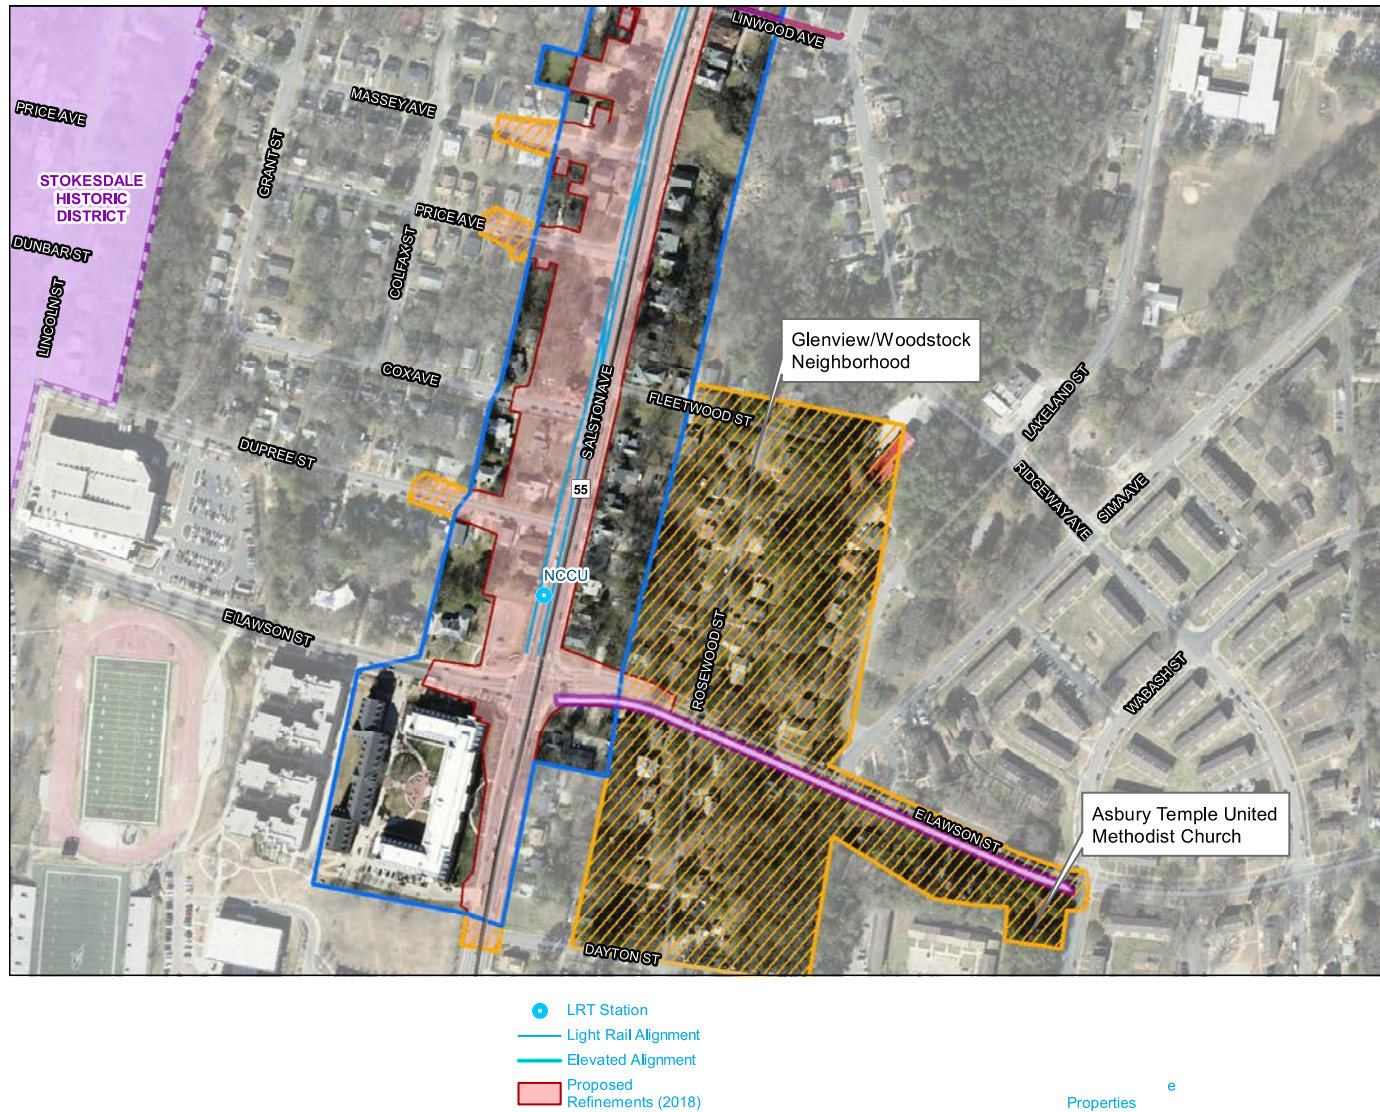 LINWOOD AVE
MASSEY AVE
PRICE AVE
GRANT ST
STOKESDALE
HISTORIC
DISTRICT
PRICE AVE
DUNBAR ST
COLFAX ST
LINCOLN ST
Glenview/Woodstock
Neighborhood
COX AVE
S ALSTON AVE
FLEETWOOD ST
LAKELAND ST
DUPREE ST
55
RIDGEWAY AVE
SIMA AVE
NCCU
E LAWSON ST
ROSEWOOD ST
WABASH ST
E LAWSON ST
Asbury Temple United
Methodist Church
DAYTON ST
LRT Station
Light Rail Alignment
Elevated Alignment
Proposed
Refinements (2018)
e
Properties